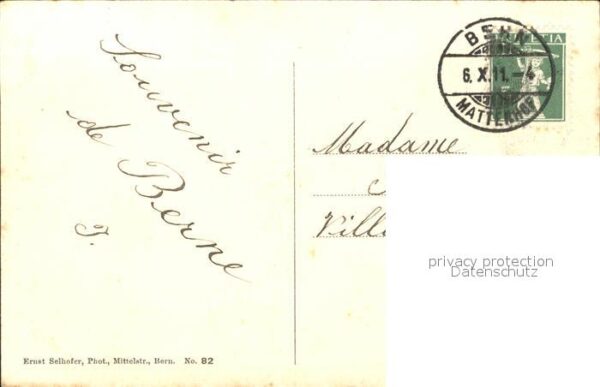 Souvenir
de Berne
J.
Ernst Selhofer, Phot., Mittelstr., Bern. No. 82
BERN
HELVETIA
6. X. 11. – 4
MATTENHOF
Madame
privacy protection
Datenschutz